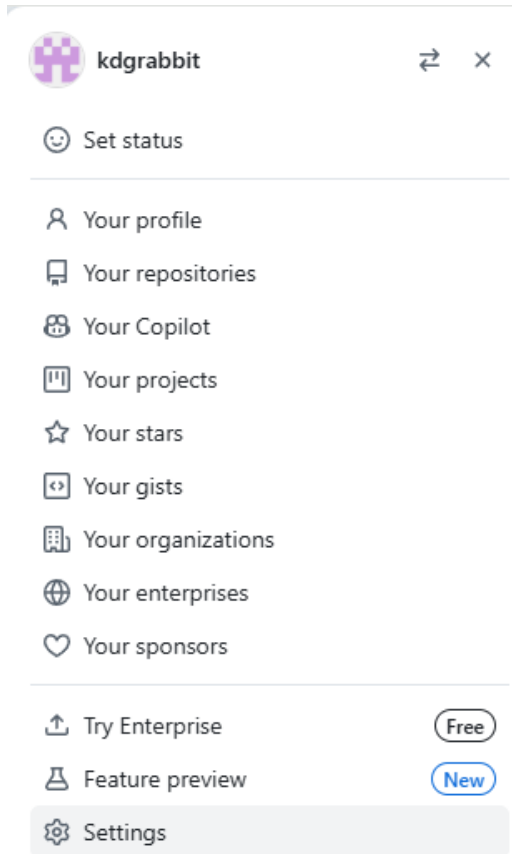 kdgrabbit
Set status
Your profile
Your repositories
Your Copilot
Your projects
Your stars
Your gists
Your organizations
Your enterprises
Your sponsors
Try Enterprise Free
Feature preview New
Settings